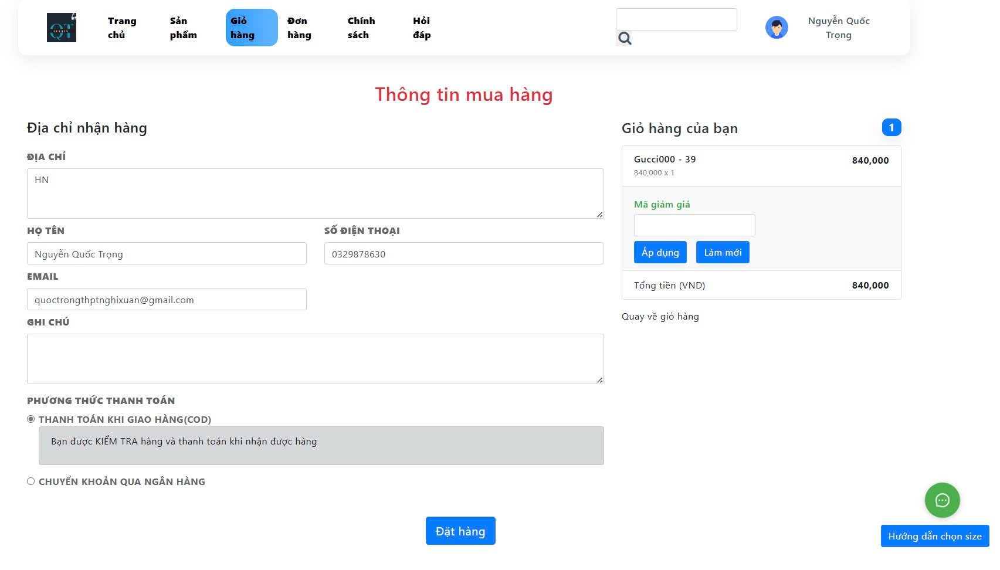 QT
Trang chủ
Sản phẩm
Giỏ hàng
Đơn hàng
Chính sách
Hỏi đáp
Nguyễn Quốc Trọng
Thông tin mua hàng
Địa chỉ nhận hàng
ĐỊA CHỈ
HN
HỌ TÊN
SỐ ĐIỆN THOẠI
Nguyễn Quốc Trọng
0329878630
EMAIL
quoctrongthptnghixuan@gmail.com
GHI CHÚ
PHƯƠNG THỨC THANH TOÁN
THANH TOÁN KHI GIAO HÀNG(COD)
Bạn được KIỂM TRA hàng và thanh toán khi nhận được hàng
CHUYỂN KHOẢN QUA NGÂN HÀNG
Đặt hàng
Giỏ hàng của bạn
1
Gucci000 - 39
840,000
840,000 x 1
Mã giảm giá
Áp dụng
Làm mới
Tổng tiền (VND)
840,000
Quay về giỏ hàng
Hướng dẫn chọn size